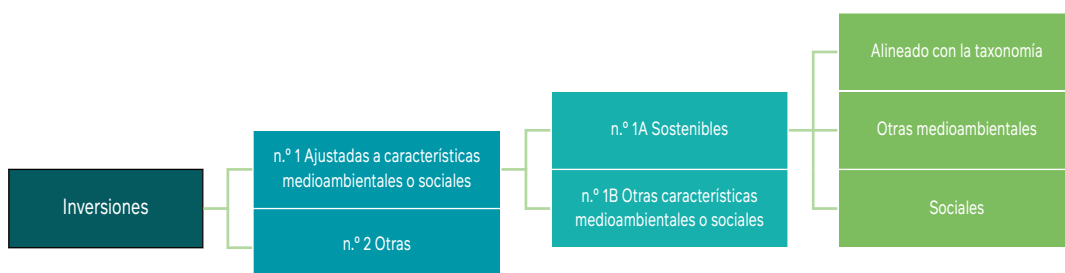 Inversiones
n.º 1 Ajustadas a características
medioambientales o sociales
n.º 2 Otras
n.º 1A Sostenibles
n.º 1B Otras características
medioambientales o sociales
Alineado con la taxonomía
Otras medioambientales
Sociales